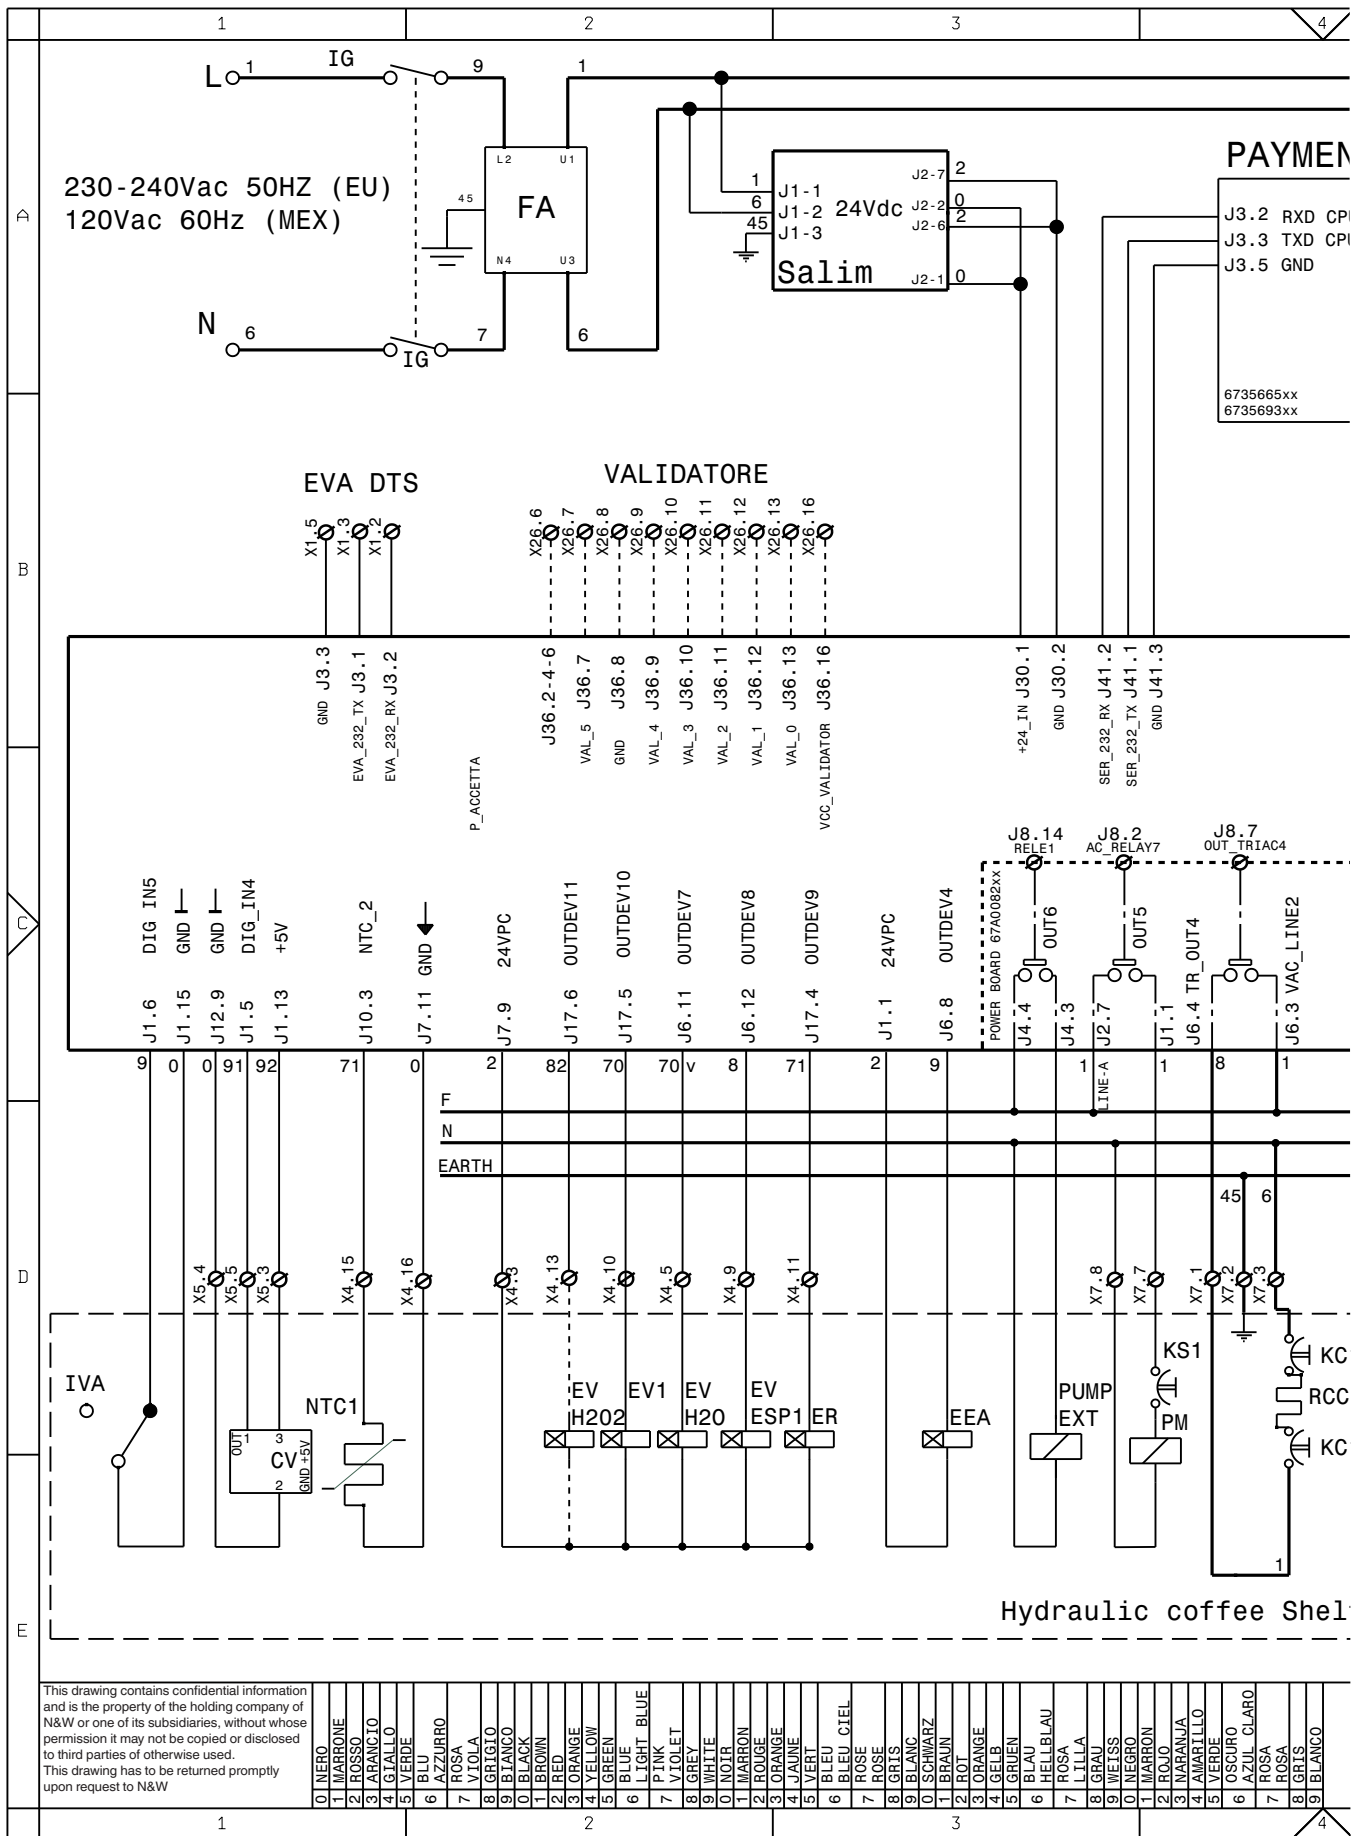 1 2 3 4
A
B
C
D
E
L 1 IG 9 1
230-240Vac 50HZ (EU)
120Vac 60Hz (MEX)
L2 U1
45 FA
N4 U3
N 6 IG 7 6
1 J1-1
6 J1-2
45 J1-3
24Vdc
Salim
J2-7 2
J2-2 0
J2-6 2
J2-1 0
PAYMEN
J3.2 RXD CPU
J3.3 TXD CPU
J3.5 GND
6735665xx
6735693xx
EVA DTS
X1.5
X1.3
X1.2
VALIDATORE
X26.6
X26.7
X26.8
X26.9
X26.10
X26.11
X26.12
X26.13
X26.16
GND J3.3
EVA_232_TX J3.1
EVA_232_RX J3.2
P_ACCETTA
J36.2-4-6
VAL_5 J36.7
GND J36.8
VAL_4 J36.9
VAL_3 J36.10
VAL_2 J36.11
VAL_1 J36.12
VAL_0 J36.13
VCC_VALIDATOR J36.16
+24_IN J30.1
GND J30.2
SER_232_RX J41.2
SER_232_TX J41.1
GND J41.3
J8.14
RELE1
J8.2
AC_RELAY7
J8.7
OUT_TRIAC4
POWER BOARD 67A0082xx
OUT6
OUT5
J1.6 DIG IN5
J1.15 GND
J12.9 GND
J1.5 DIG_IN4
J1.13 +5V
J10.3 NTC_2
J7.11 GND
J7.9 24VPC
J17.6 OUTDEV11
J17.5 OUTDEV10
J6.11 OUTDEV7
J6.12 OUTDEV8
J17.4 OUTDEV9
J1.1 24VPC
J6.8 OUTDEV4
J4.4
J4.3
J2.7
J1.1
J6.4 TR_OUT4
J6.3 VAC_LINE2
9 0 0 91 92 71 0 2 82 70 70 v 8 71 2 9 1 1 8 1
LINE-A
F
N
EARTH
45 6
X5.4
X5.5
X5.3
X4.15
X4.16
X4.3
X4.13
X4.10
X4.5
X4.9
X4.11
X7.8
X7.7
X7.1
X7.2
X7.3
IVA
OUT 1 3
CV
GND +5V
2
NTC1
EV
H202
EV1
EV
H2O
EV
ESP1
ER
EEA
PUMP
EXT
KS1
PM
KC
RCC
KC
1
Hydraulic coffee Shel
This drawing contains confidential information
and is the property of the holding company of
N&W or one of its subsidiaries, without whose
permission it may not be copied or disclosed
to third parties of otherwise used.
This drawing has to be returned promptly
upon request to N&W
0 NERO
1 MARRONE
2 ROSSO
3 ARANCIO
4 GIALLO
5 VERDE
6 BLU
AZZURRO
7 ROSA
VIOLA
8 GRIGIO
9 BIANCO
0 BLACK
1 BROWN
2 RED
3 ORANGE
4 YELLOW
5 GREEN
6 BLUE
LIGHT BLUE
7 PINK
VIOLET
8 GREY
9 WHITE
0 NOIR
1 MARRON
2 ROUGE
3 ORANGE
4 JAUNE
5 VERT
6 BLEU
BLEU CIEL
7 ROSE
ROSE
8 GRIS
9 BLANC
0 SCHWARZ
1 BRAUN
2 ROT
3 ORANGE
4 GELB
5 GRUEN
6 BLAU
HELLBLAU
7 ROSA
LILLA
8 GRAU
9 WEISS
0 NEGRO
1 MARRON
2 ROJO
3 NARANJA
4 AMARILLO
5 VERDE
6 OSCURO
AZUL CLARO
7 ROSA
ROSA
8 GRIS
9 BLANCO
1 2 3 4